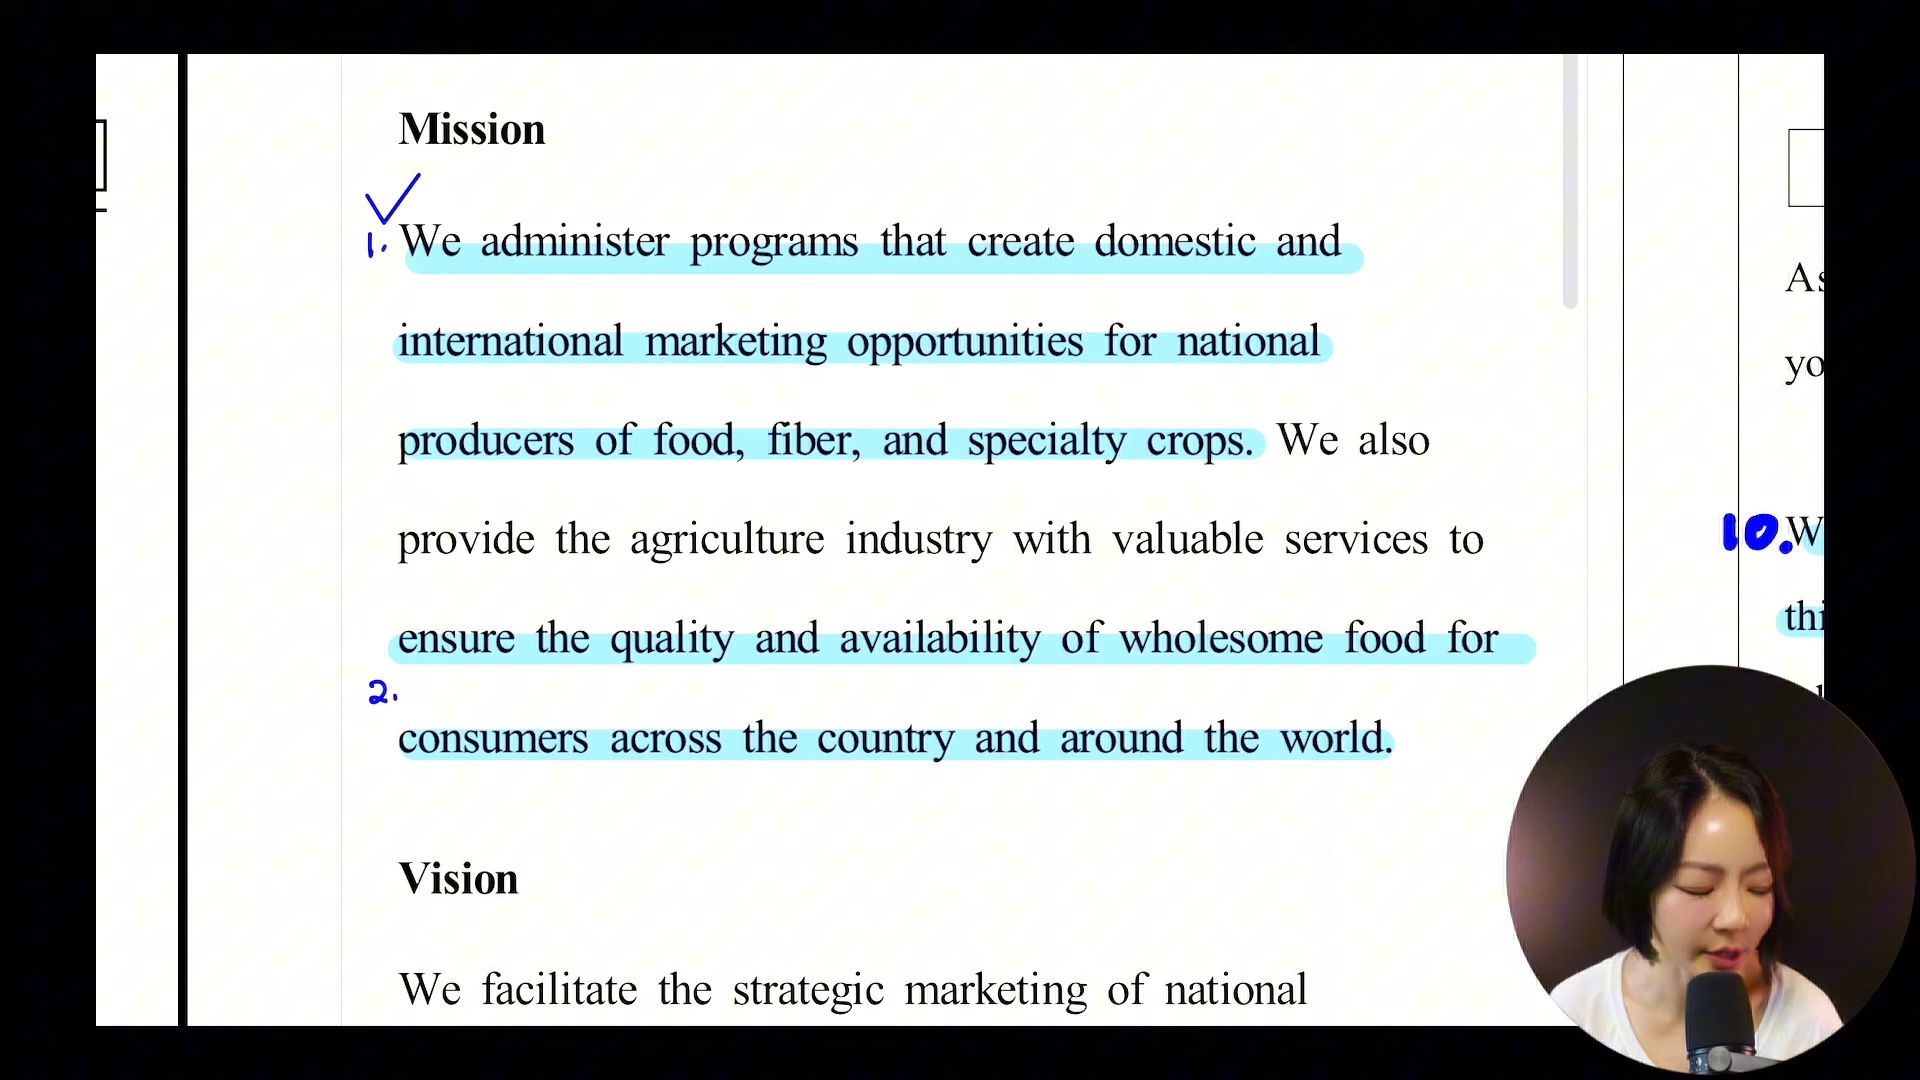 Mission
1. We administer programs that create domestic and
international marketing opportunities for national
producers of food, fiber, and specialty crops. We also
provide the agriculture industry with valuable services to
ensure the quality and availability of wholesome food for
2.
consumers across the country and around the world.
Vision
We facilitate the strategic marketing of national
10.